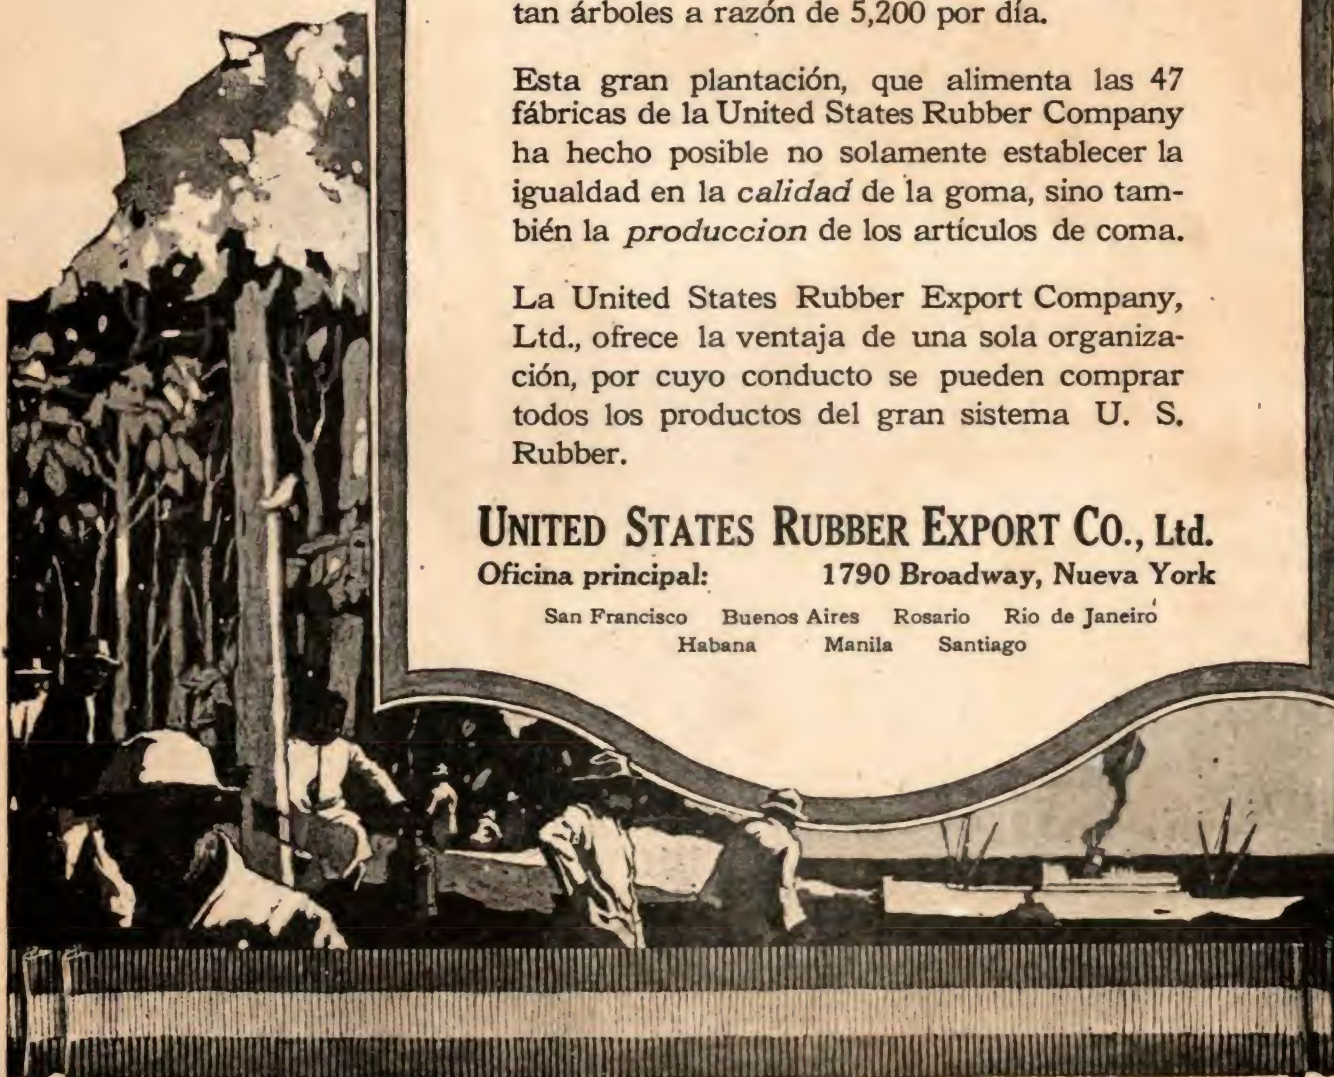 tan árboles a razón de 5,200 por día.
Esta gran plantación, que alimenta las 47
fábricas de la United States Rubber Company
ha hecho posible no solamente establecer la
igualdad en la calidad de la goma, sino tam-
bién la produccion de los artículos de coma.
La United States Rubber Export Company,
Ltd., ofrece la ventaja de una sola organiza-
ción, por cuyo conducto se pueden comprar
todos los productos del gran sistema U. S.
Rubber.
UNITED STATES RUBBER EXPORT CO., Ltd.
Oficina principal: 1790 Broadway, Nueva York
San Francisco Buenos Aires Rosario Rio de Janeiro
Habana Manila Santiago